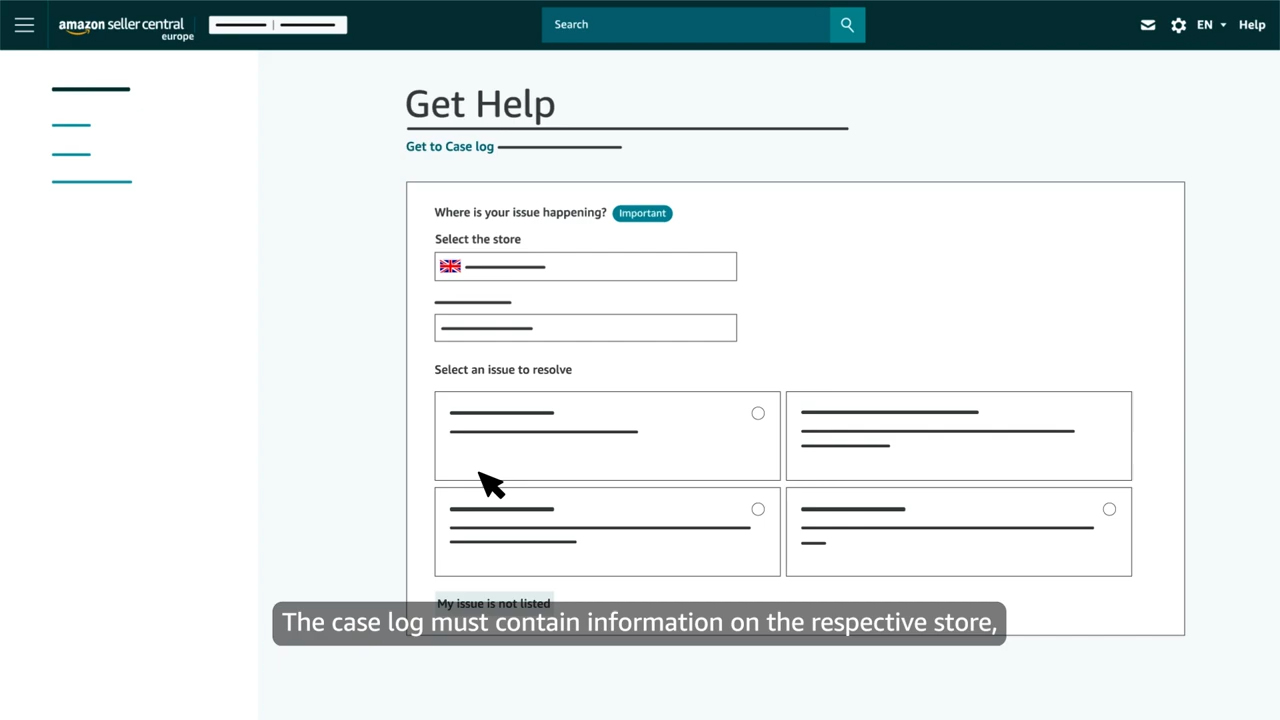 amazon seller central
europe
Search
EN
Help
Get Help
Get to Case log
Where is your issue happening?
Important
Select the store
Select an issue to resolve
My issue is not listed
The case log must contain information on the respective store,